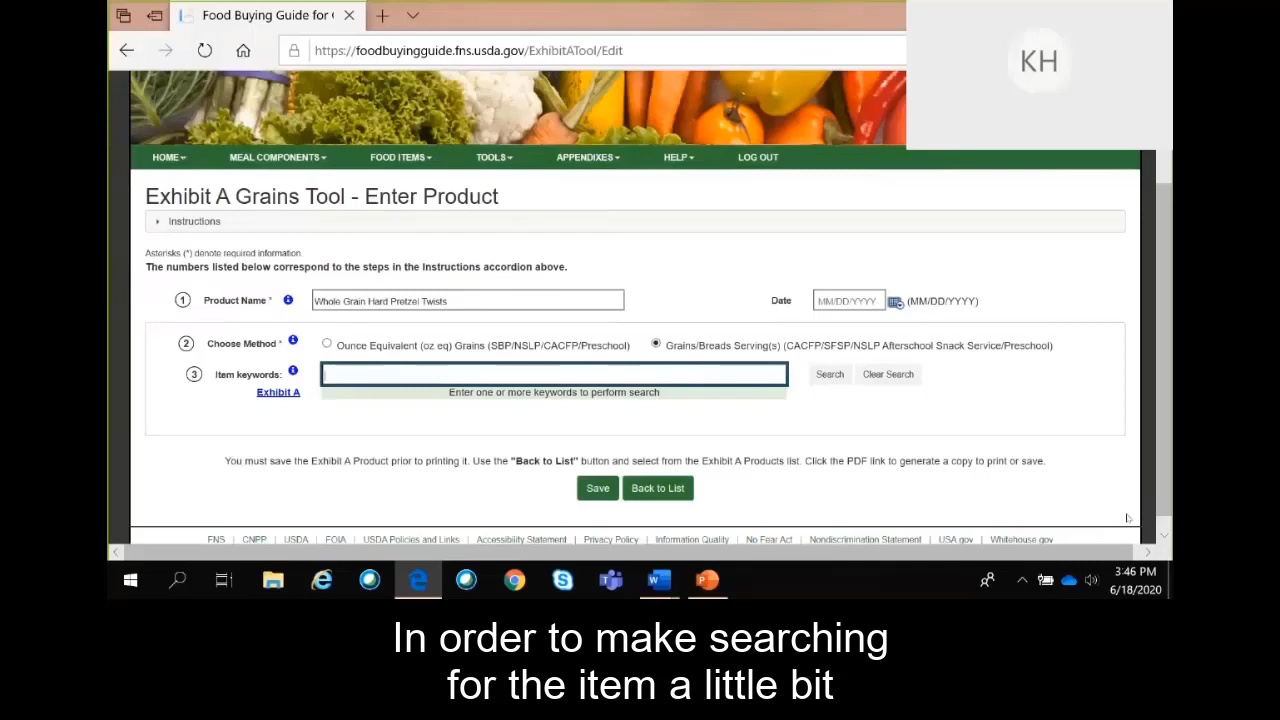 Food Buying Guide for
https://foodbuyingguide.fns.usda.gov/ExhibitATool/Edit
KH
HOME MEAL COMPONENTS FOOD ITEMS TOOLS APPENDIXES HELP LOG OUT
Exhibit A Grains Tool - Enter Product
Instructions
Asterisks (*) denote required information.
The numbers listed below correspond to the steps in the Instructions accordion above.
1 Product Name * Whole Grain Hard Pretzel Twists Date MM/DD/YYYY (MM/DD/YYYY)
2 Choose Method * Ounce Equivalent (oz eq) Grains (SBP/NSLP/CACFP/Preschool) Grains/Breads Serving(s) (CACFP/SFSP/NSLP Afterschool Snack Service/Preschool)
3 Item keywords: Search Clear Search
Exhibit A Enter one or more keywords to perform search
You must save the Exhibit A Product prior to printing it. Use the "Back to List" button and select from the Exhibit A Products list. Click the PDF link to generate a copy to print or save.
Save Back to List
FNS | CNPP | USDA | FOIA | USDA Policies and Links | Accessibility Statement | Privacy Policy | Information Quality | No Fear Act | Nondiscrimination Statement | USA.gov | Whitehouse.gov
3:46 PM
6/18/2020
In order to make searching
for the item a little bit